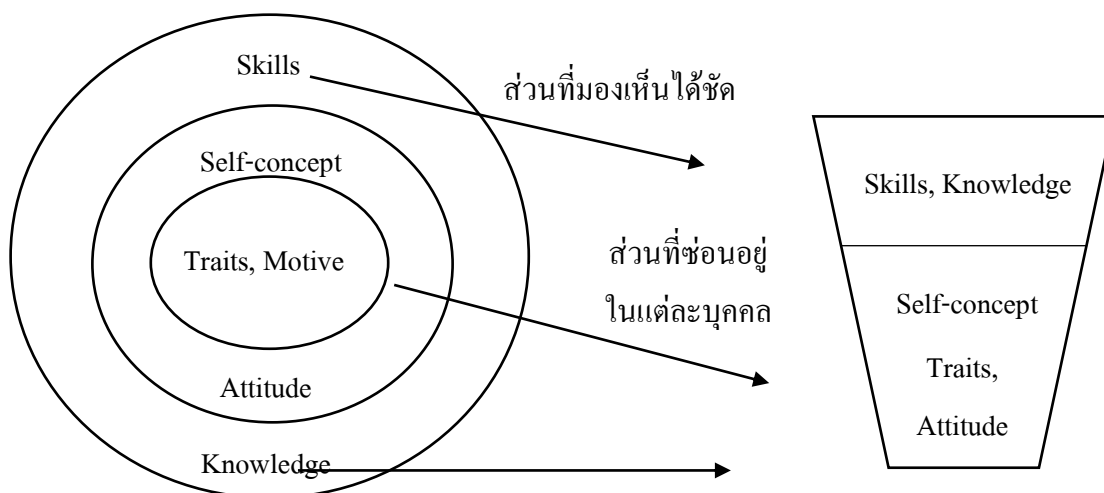 Skills
ส่วนที่มองเห็นได้ชัด
Self-concept
Skills, Knowledge
Traits, Motive
ส่วนที่ซ่อนอยู่
ในแต่ละบุคคล
Self-concept
Traits,
Attitude
Attitude
Knowledge